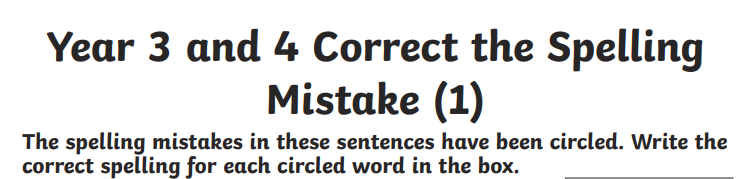 Year 3 and 4 Correct the Spelling
Mistake (1)
The spelling mistakes in these sentences have been circled. Write the
correct spelling for each circled word in the box.